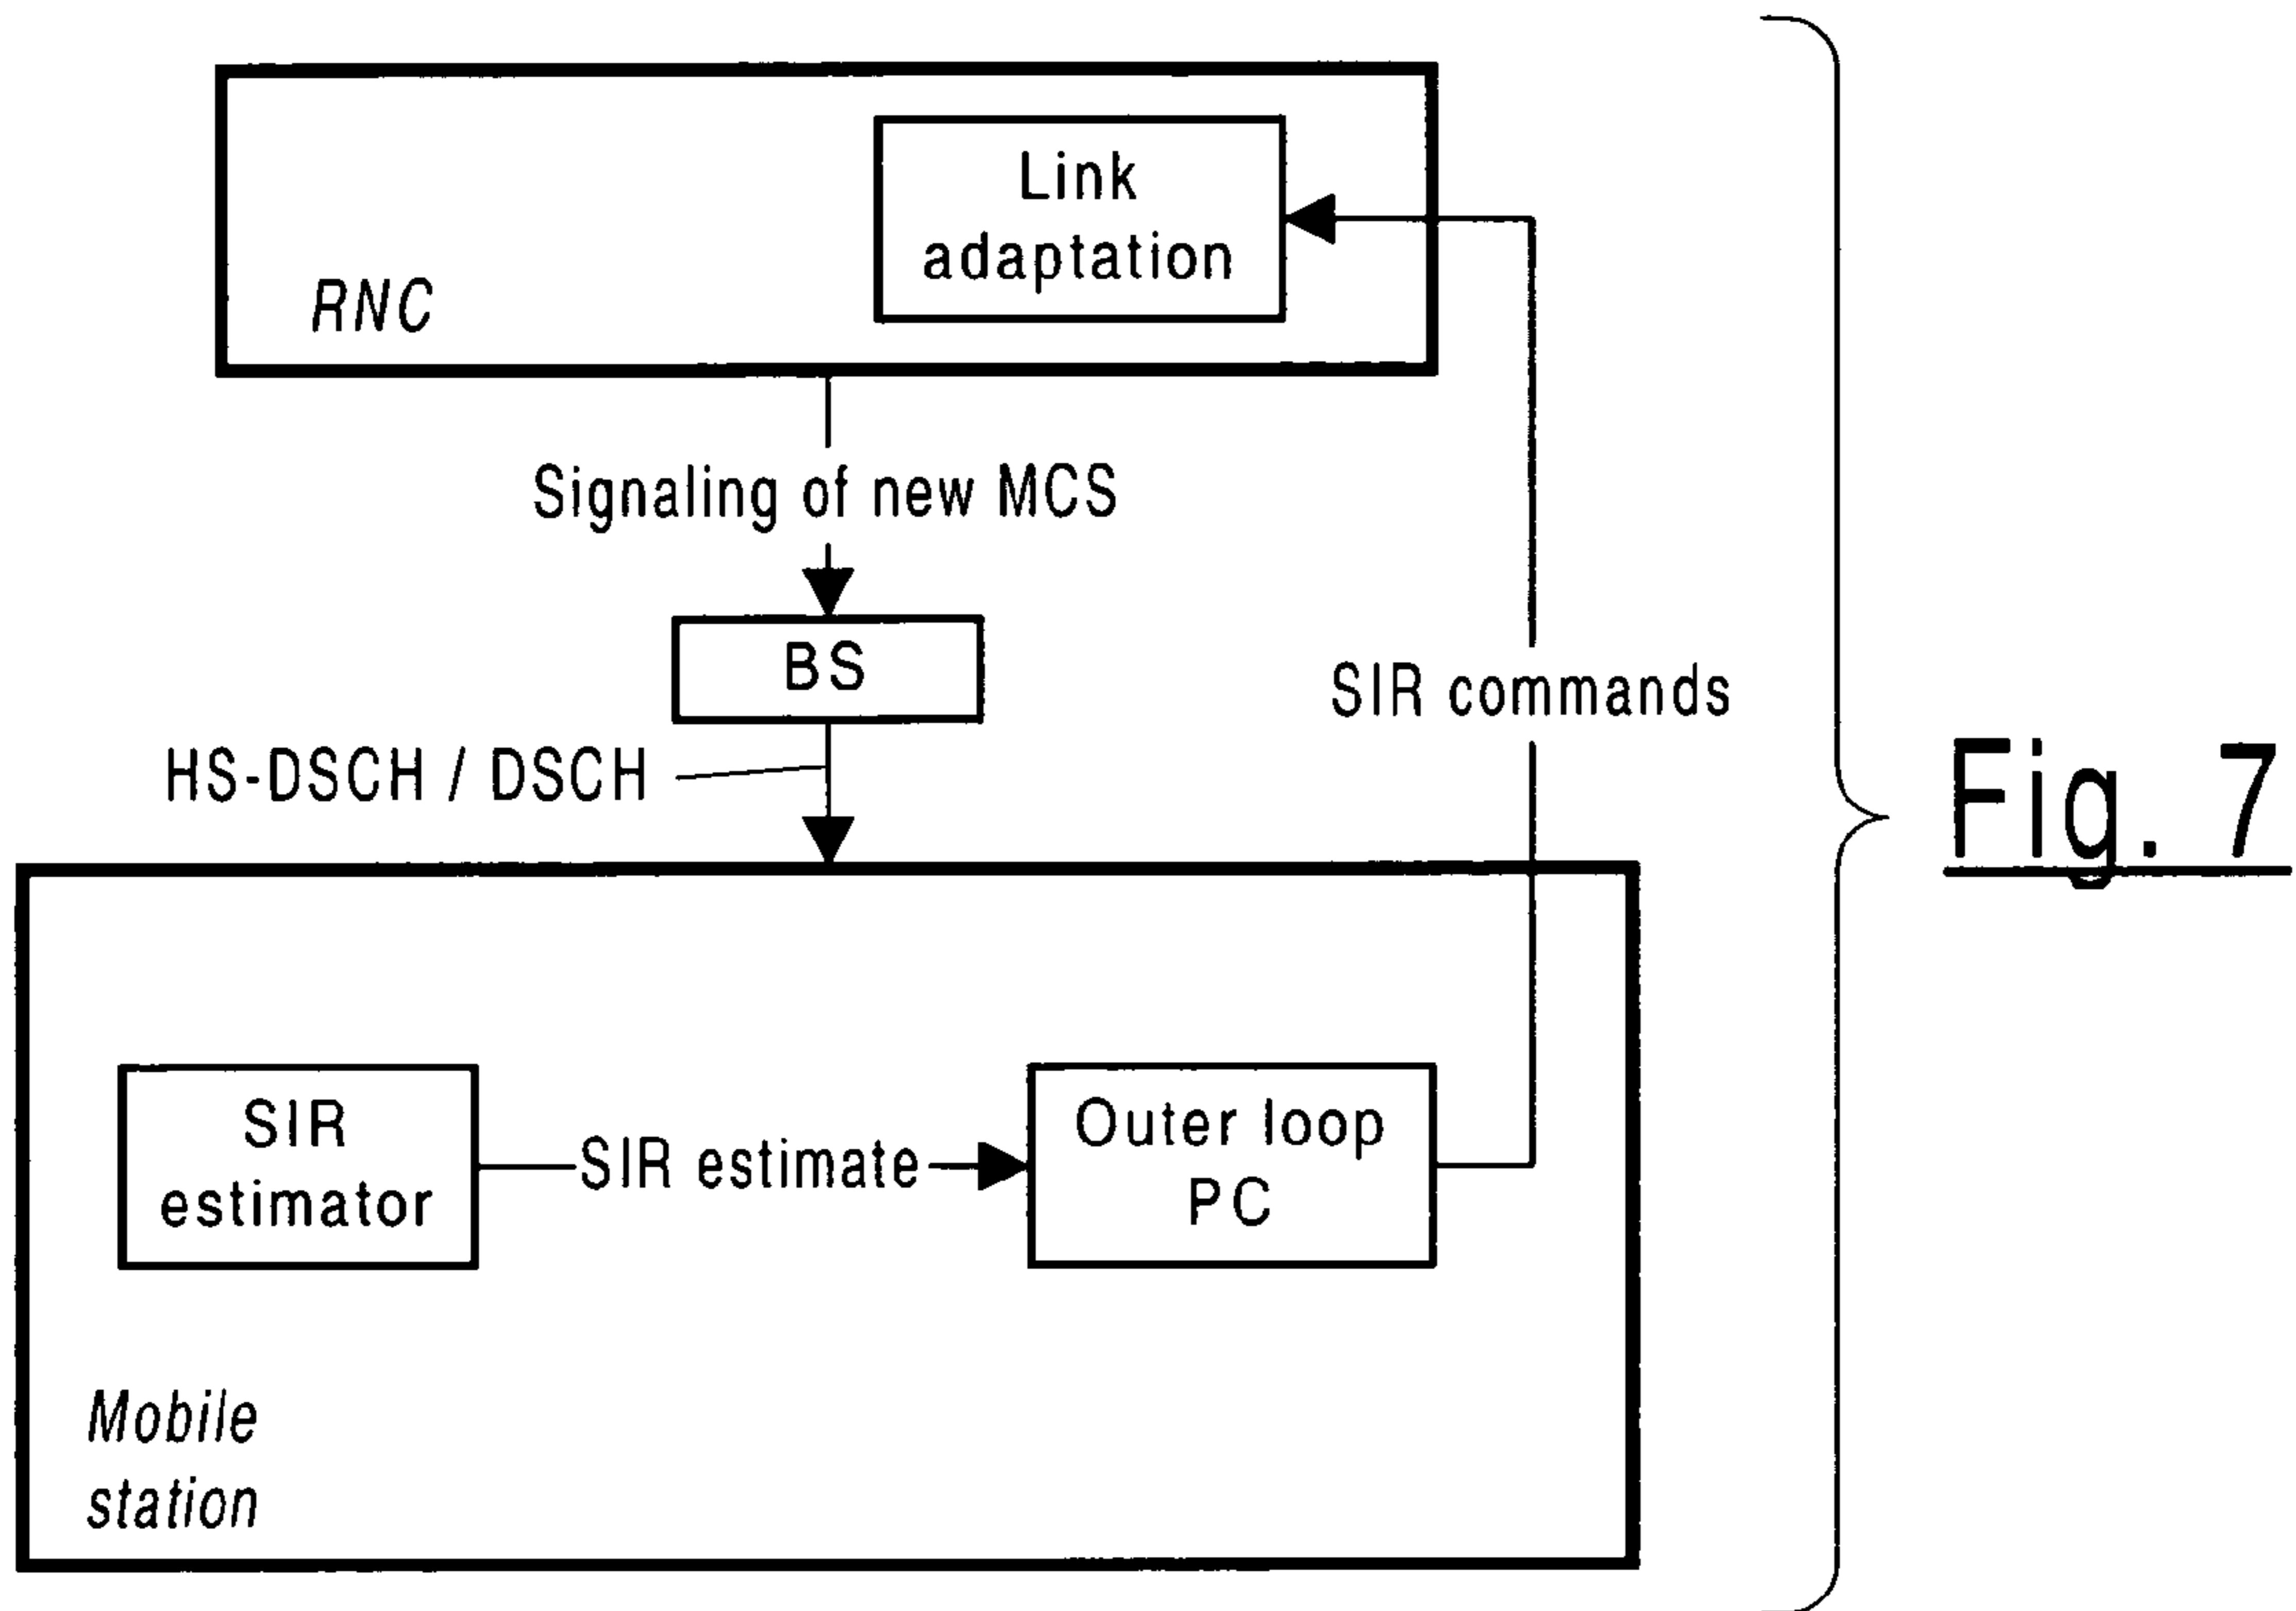 Link
adaptation
RNC
Signaling of new MCS
BS
SIR commands
HS-DSCH / DSCH
Fig. 7
SIR
estimator
SIR estimate
Outer loop
PC
Mobile
station